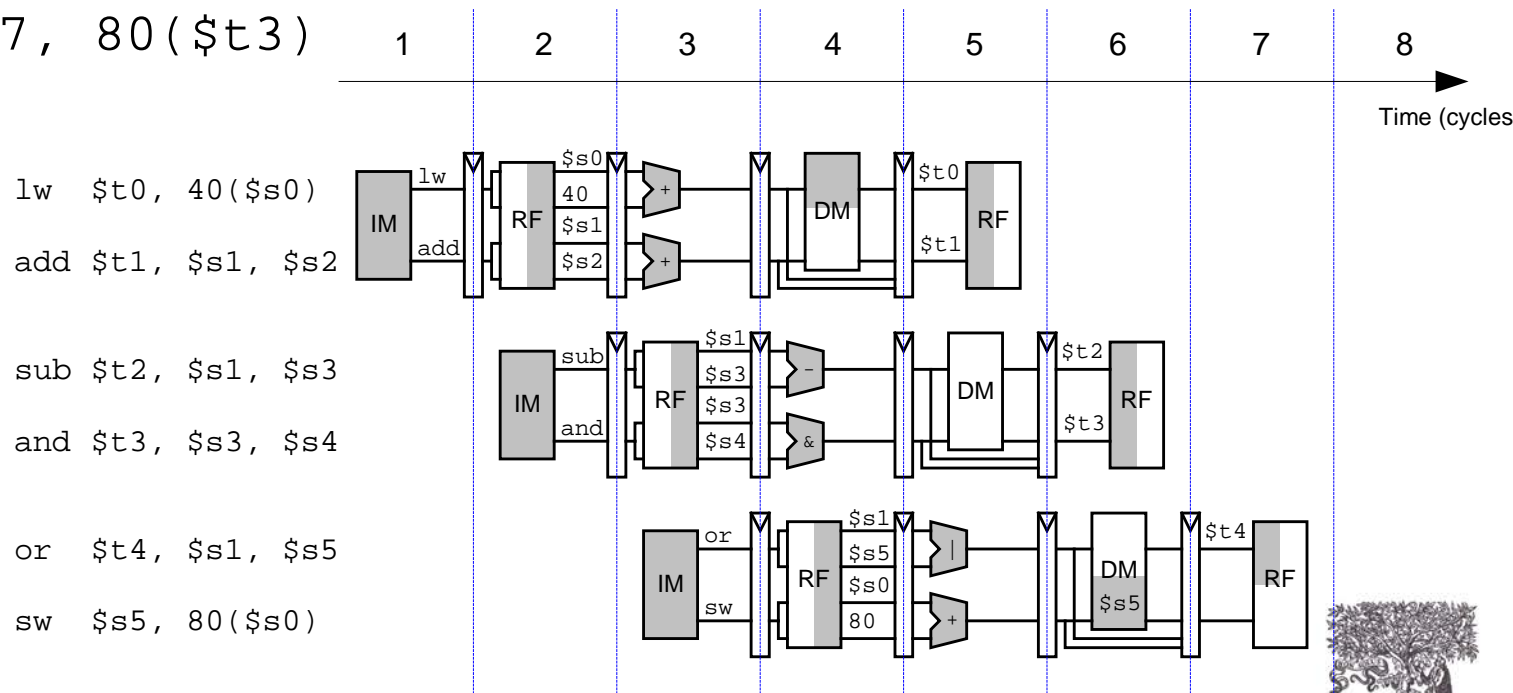 7, 80($t3)
1 2 3 4 5 6 7 8
Time (cycles
lw $t0, 40($s0)
add $t1, $s1, $s2
IM
lw
add
RF
$s0
40
$s1
$s2
+
+
DM
$t0
$t1
RF
sub $t2, $s1, $s3
and $t3, $s3, $s4
IM
sub
and
RF
$s1
$s3
$s3
$s4
-
&
DM
$t2
$t3
RF
or $t4, $s1, $s5
sw $s5, 80($s0)
IM
or
sw
RF
$s1
$s5
$s0
80
|
+
DM
$s5
$t4
RF